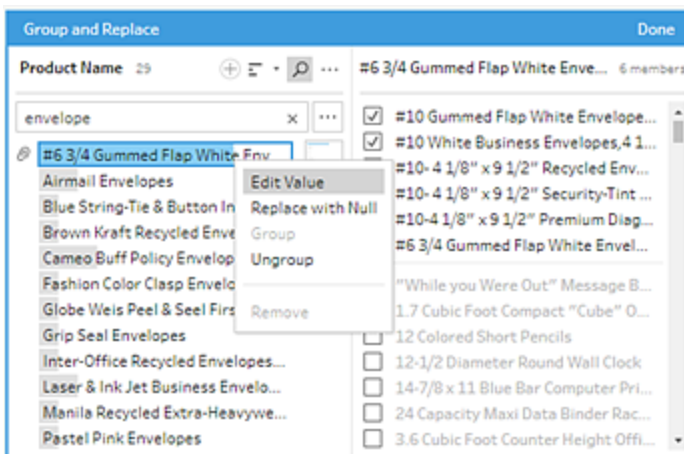 Group and Replace Done
Product Name 29
#6 3/4 Gummed Flap White Enve... 6 members
envelope
#6 3/4 Gummed Flap White Env
Airmail Envelopes
Blue String-Tie & Button In
Brown Kraft Recycled Enve
Cameo Buff Policy Envelop
Fashion Color Clasp Envelo
Globe Weis Peel & Seel Firs
Grip Seal Envelopes
Inter-Office Recycled Envelopes...
Laser & Ink Jet Business Envelo...
Manila Recycled Extra-Heavywe...
Pastel Pink Envelopes
Edit Value
Replace with Null
Group
Ungroup
Remove
#10 Gummed Flap White Envelope...
#10 White Business Envelopes,4 1...
#10- 4 1/8" x 9 1/2" Recycled Env...
#10- 4 1/8" x 9 1/2" Security-Tint ...
#10-4 1/8" x 9 1/2" Premium Diag...
#6 3/4 Gummed Flap White Envel...
"While you Were Out" Message B...
1.7 Cubic Foot Compact "Cube" O...
12 Colored Short Pencils
12-1/2 Diameter Round Wall Clock
14-7/8 x 11 Blue Bar Computer Pri...
24 Capacity Maxi Data Binder Rac...
3.6 Cubic Foot Counter Height Offi...